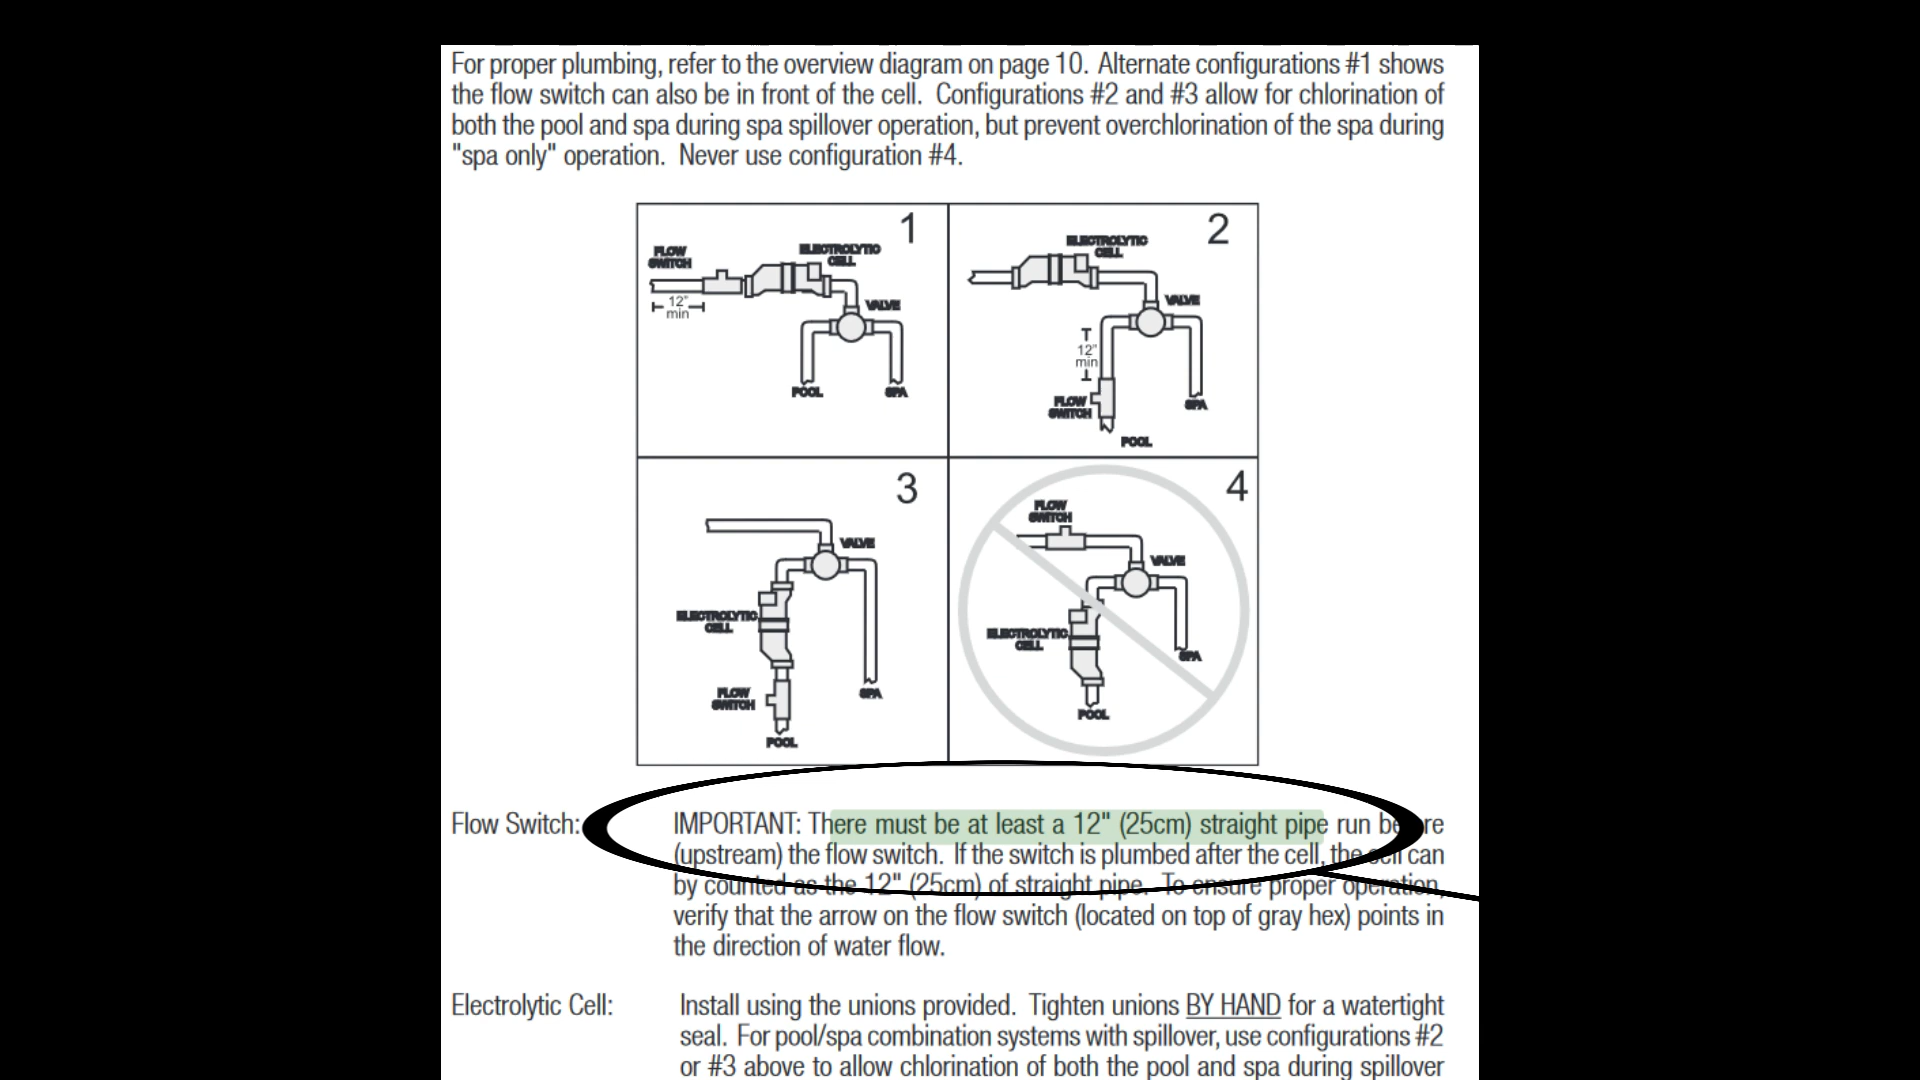 For proper plumbing, refer to the overview diagram on page 10. Alternate configurations #1 shows
the flow switch can also be in front of the cell. Configurations #2 and #3 allow for chlorination of
both the pool and spa during spa spillover operation, but prevent overchlorination of the spa during
"spa only" operation. Never use configuration #4.
1
FLOW
SWITCH
ELECTROLYTIC
CELL
12"
min
VALVE
POOL
SPA
2
ELECTROLYTIC
CELL
VALVE
12"
min
FLOW
SWITCH
SPA
POOL
3
VALVE
ELECTROLYTIC
CELL
FLOW
SWITCH
SPA
POOL
4
FLOW
SWITCH
VALVE
ELECTROLYTIC
CELL
SPA
POOL
Flow Switch: IMPORTANT: There must be at least a 12" (25cm) straight pipe run before
(upstream) the flow switch. If the switch is plumbed after the cell, the cell can
by counted as the 12" (25cm) of straight pipe. To ensure proper operation,
verify that the arrow on the flow switch (located on top of gray hex) points in
the direction of water flow.
Electrolytic Cell: Install using the unions provided. Tighten unions BY HAND for a watertight
seal. For pool/spa combination systems with spillover, use configurations #2
or #3 above to allow chlorination of both the pool and spa during spillover